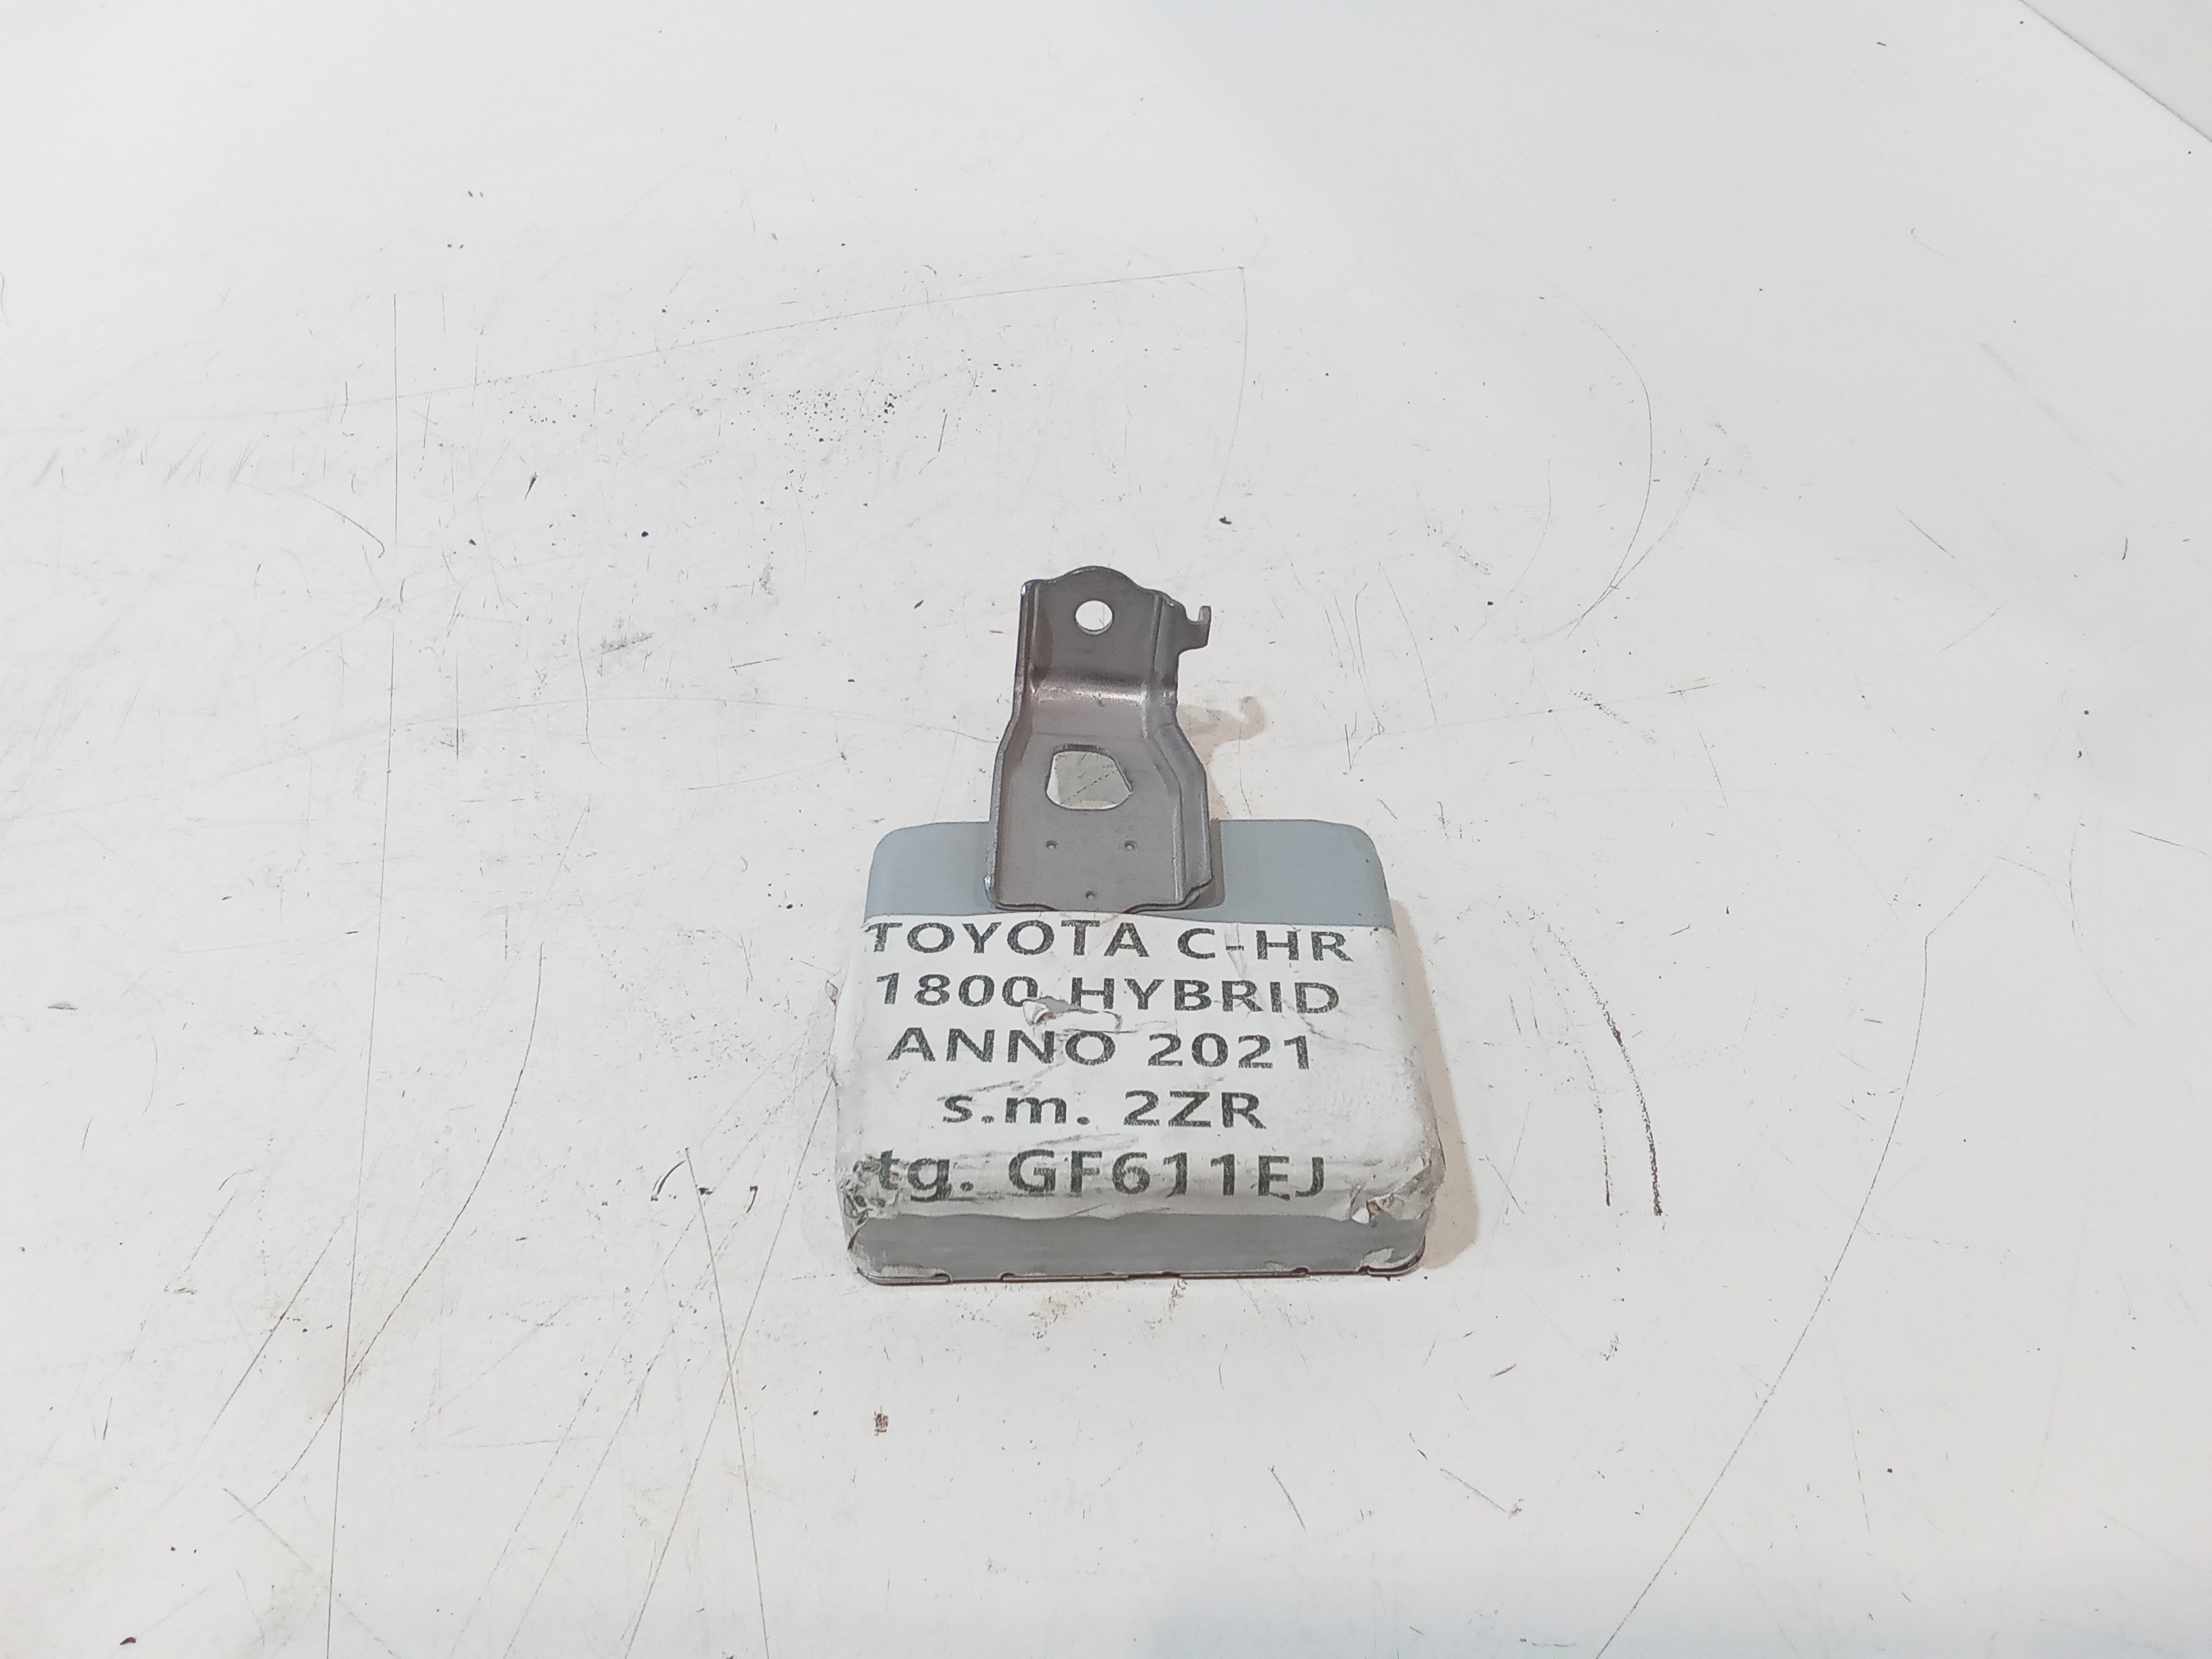 TOYOTA C-HR
1800 HYBRID
ANNO 2021
s.m. 2ZR
tg. GF611EJ